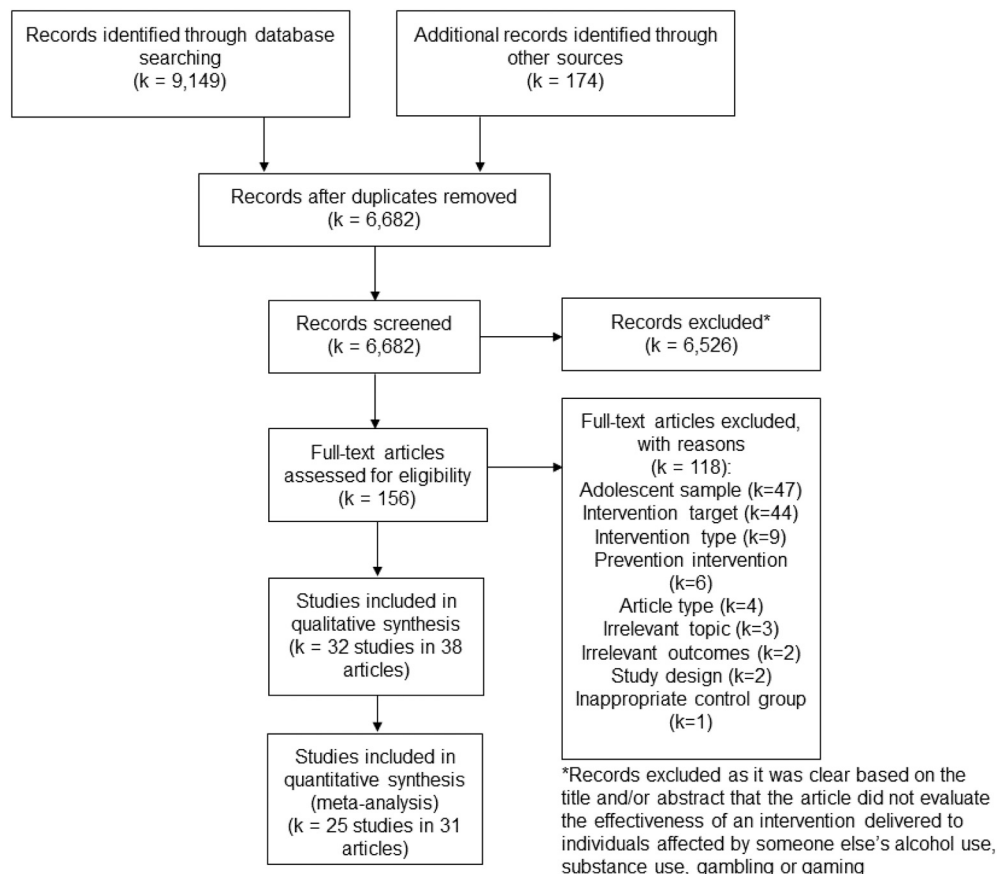 Records identified through database
searching
(k = 9,149)
Additional records identified through
other sources
(k = 174)
Records after duplicates removed
(k = 6,682)
Records screened
(k = 6,682)
Records excluded*
(k = 6,526)
Full-text articles
assessed for eligibility
(k = 156)
Full-text articles excluded,
with reasons
(k = 118):
Adolescent sample (k=47)
Intervention target (k=44)
Intervention type (k=9)
Prevention intervention
(k=6)
Article type (k=4)
Irrelevant topic (k=3)
Irrelevant outcomes (k=2)
Study design (k=2)
Inappropriate control group
(k=1)
Studies included in
qualitative synthesis
(k = 32 studies in 38
articles)
Studies included in
quantitative synthesis
(meta-analysis)
(k = 25 studies in 31
articles)
*Records excluded as it was clear based on the
title and/or abstract that the article did not evaluate
the effectiveness of an intervention delivered to
individuals affected by someone else’s alcohol use,
substance use, gambling or gaming